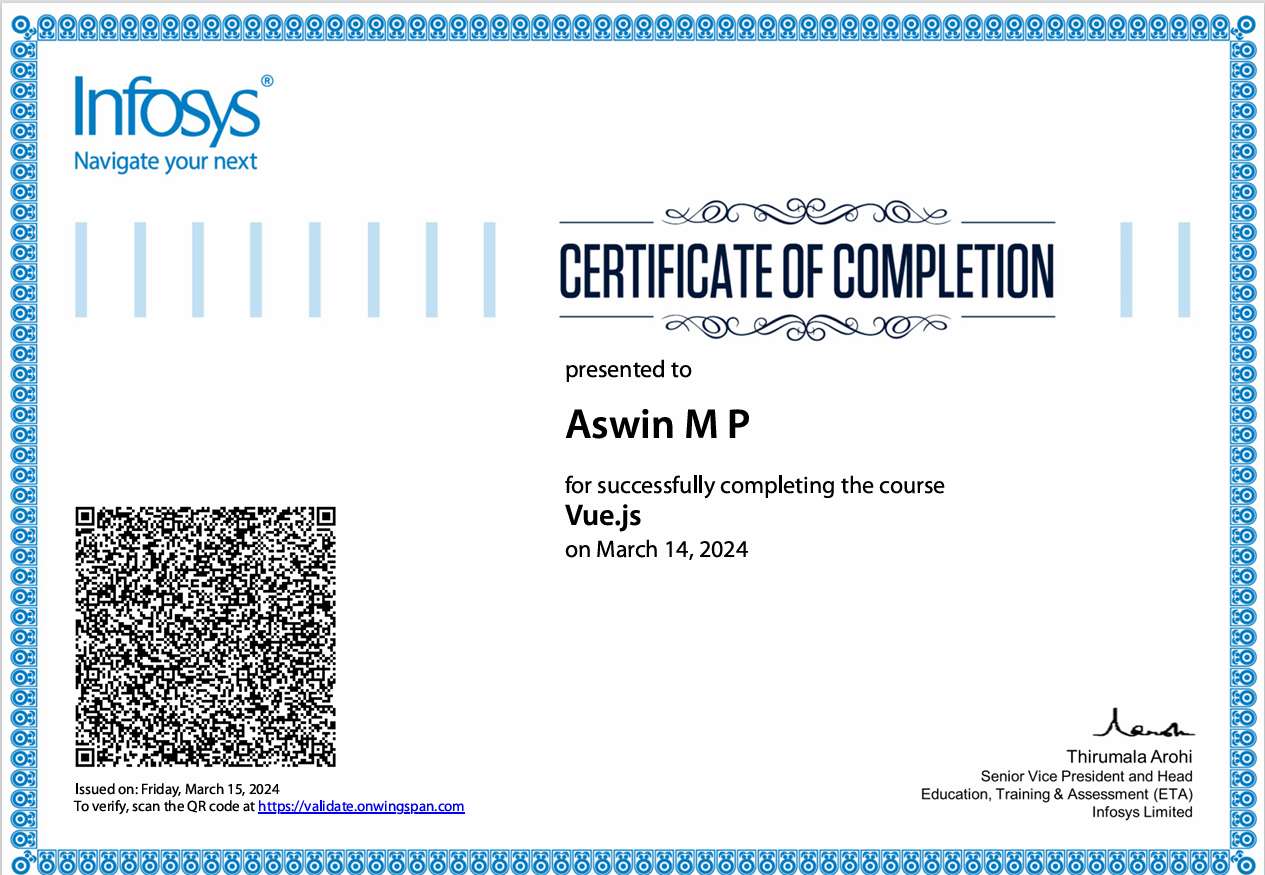 Infosys®
Navigate your next
CERTIFICATE OF COMPLETION
presented to
Aswin M P
for successfully completing the course
Vue.js
on March 14, 2024
Issued on: Friday, March 15, 2024
To verify, scan the QR code at https://validate.onwingspan.com
Thirumala Arohi
Senior Vice President and Head
Education, Training & Assessment (ETA)
Infosys Limited